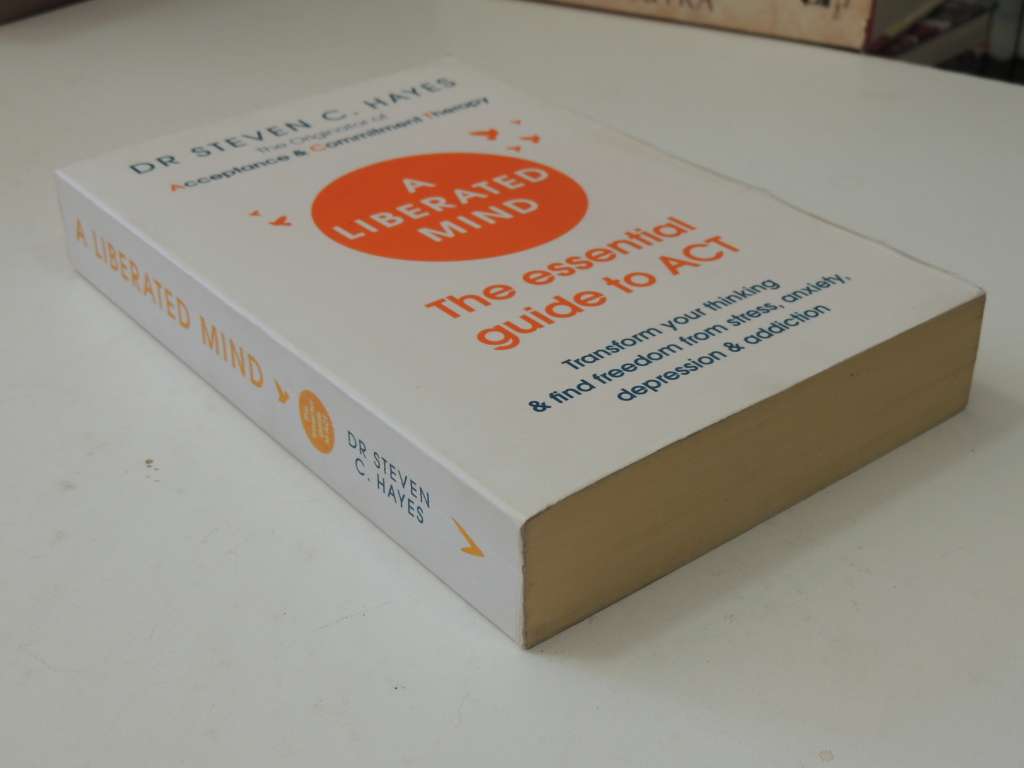 DR STEVEN C. HAYES
The Originator of
Acceptance & Commitment Therapy
A
LIBERATED
MIND
The essential
guide to ACT
Transform your thinking
& find freedom from stress, anxiety,
depression & addiction
A LIBERATED MIND
DR STEVEN
C. HAYES